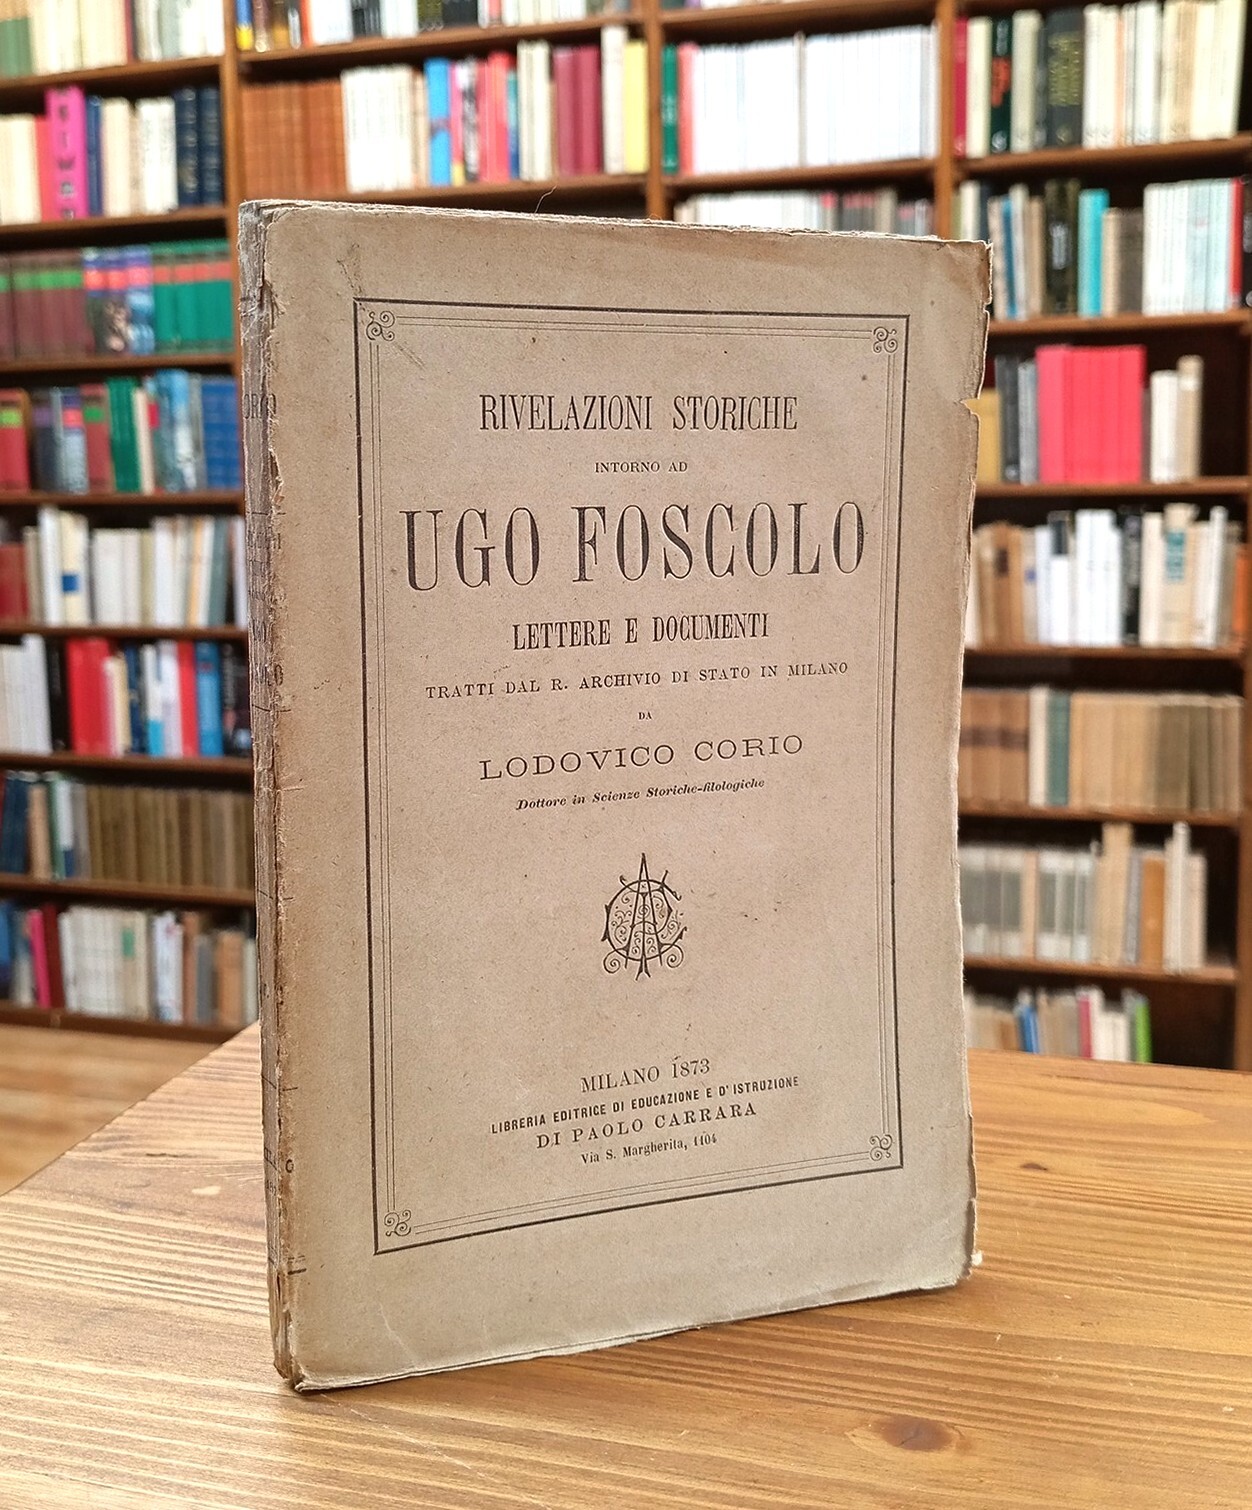 RIVELAZIONI STORICHE
INTORNO AD
UGO FOSCOLO
LETTERE E DOCUMENTI
TRATTI DAL R. ARCHIVIO DI STATO IN MILANO
DA
LODOVICO CORIO
Dottore in Scienze Storiche-filologiche
MILANO 1873
LIBRERIA EDITRICE DI EDUCAZIONE E D'ISTRUZIONE
DI PAOLO CARRARA
Via S. Margherita, 1104